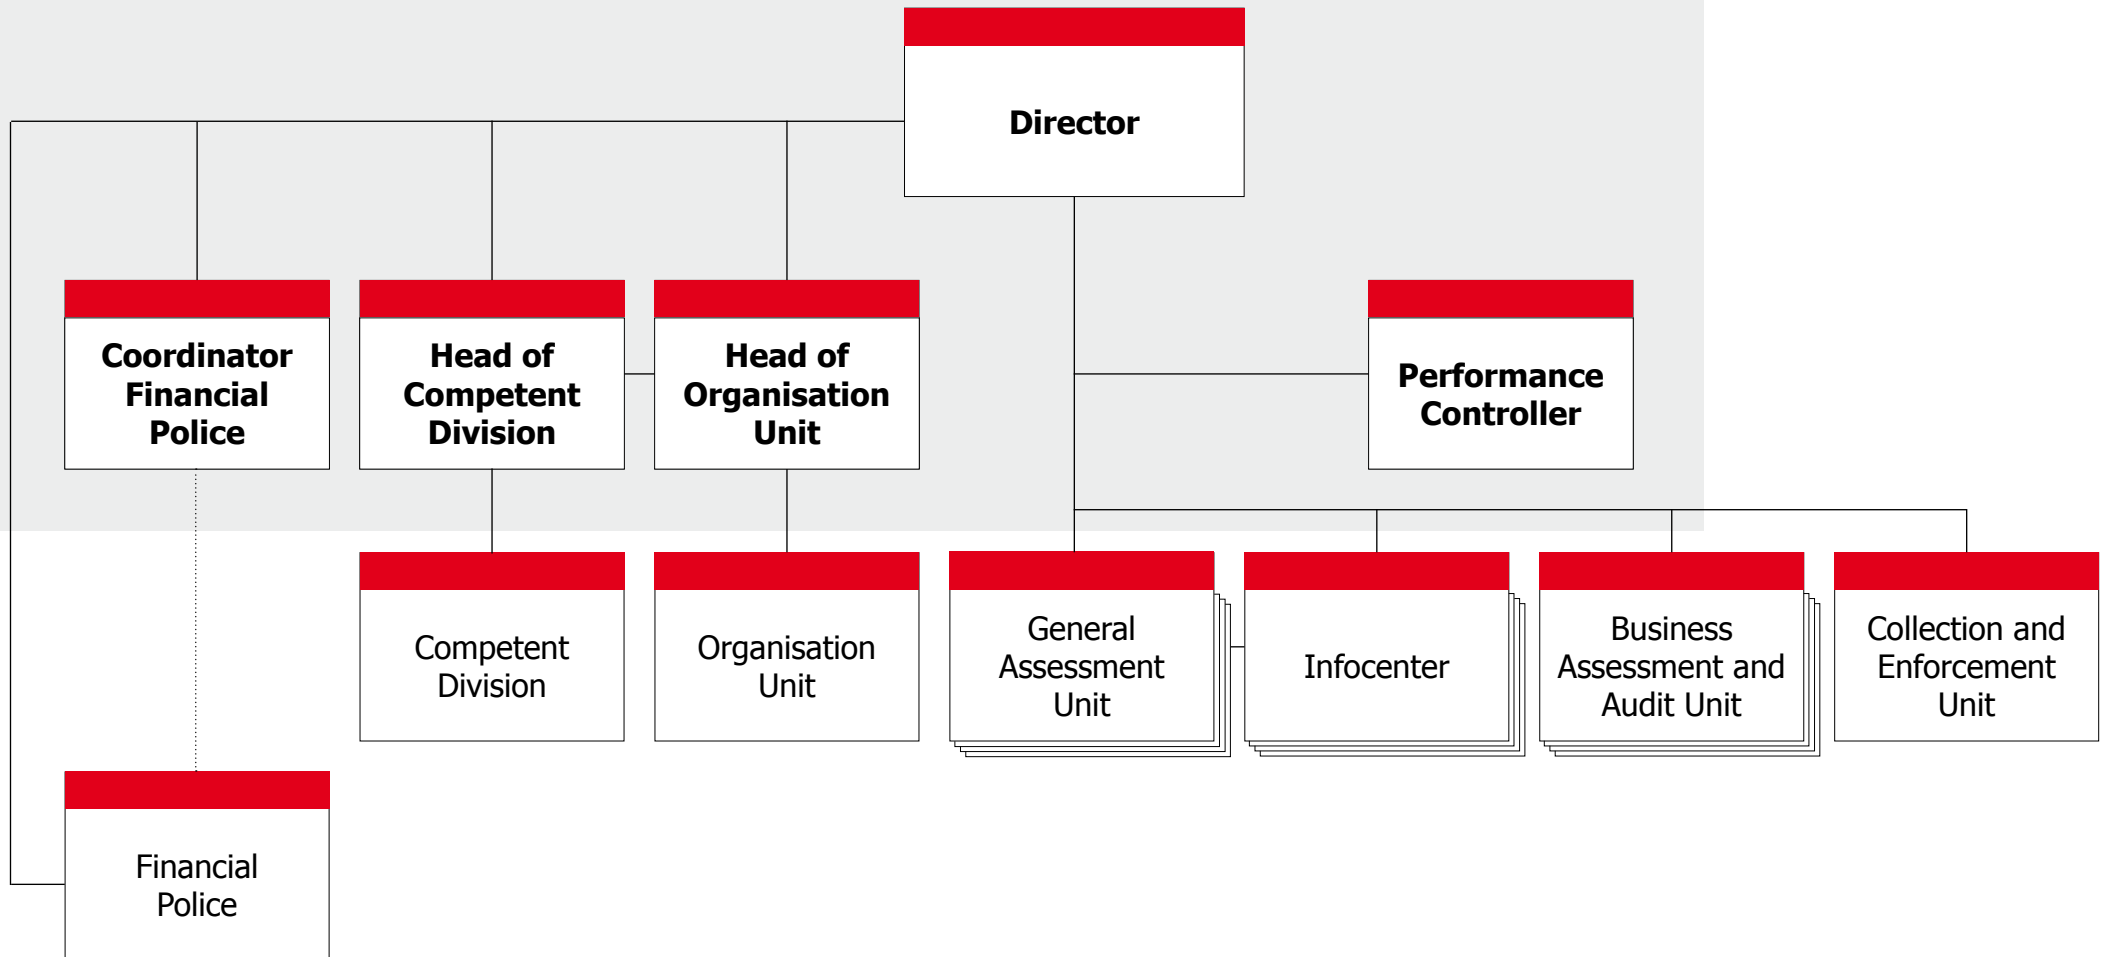 Director
Coordinator
Financial
Police
Head of
Competent
Division
Head of
Organisation
Unit
Performance
Controller
Competent
Division
Organisation
Unit
General
Assessment
Unit
Infocenter
Business
Assessment and
Audit Unit
Collection and
Enforcement
Unit
Financial
Police